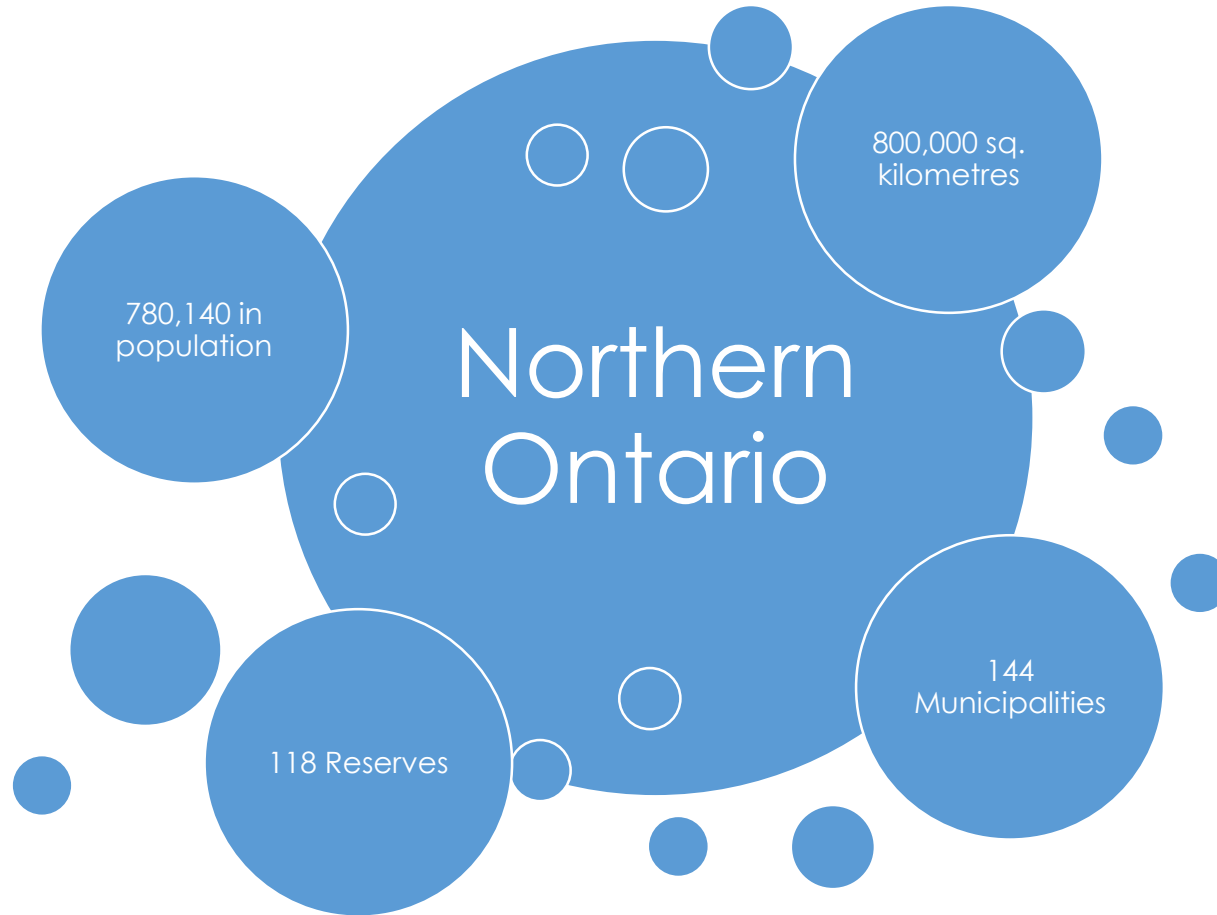 800,000 sq.
kilometres
780,140 in
population
Northern
Ontario
144
Municipalities
118 Reserves